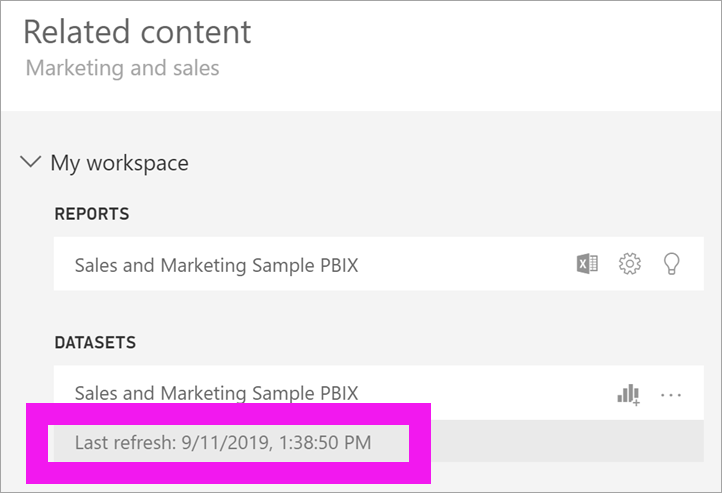 Related content
Marketing and sales
My workspace
REPORTS
Sales and Marketing Sample PBIX
DATASETS
Sales and Marketing Sample PBIX
Last refresh: 9/11/2019, 1:38:50 PM